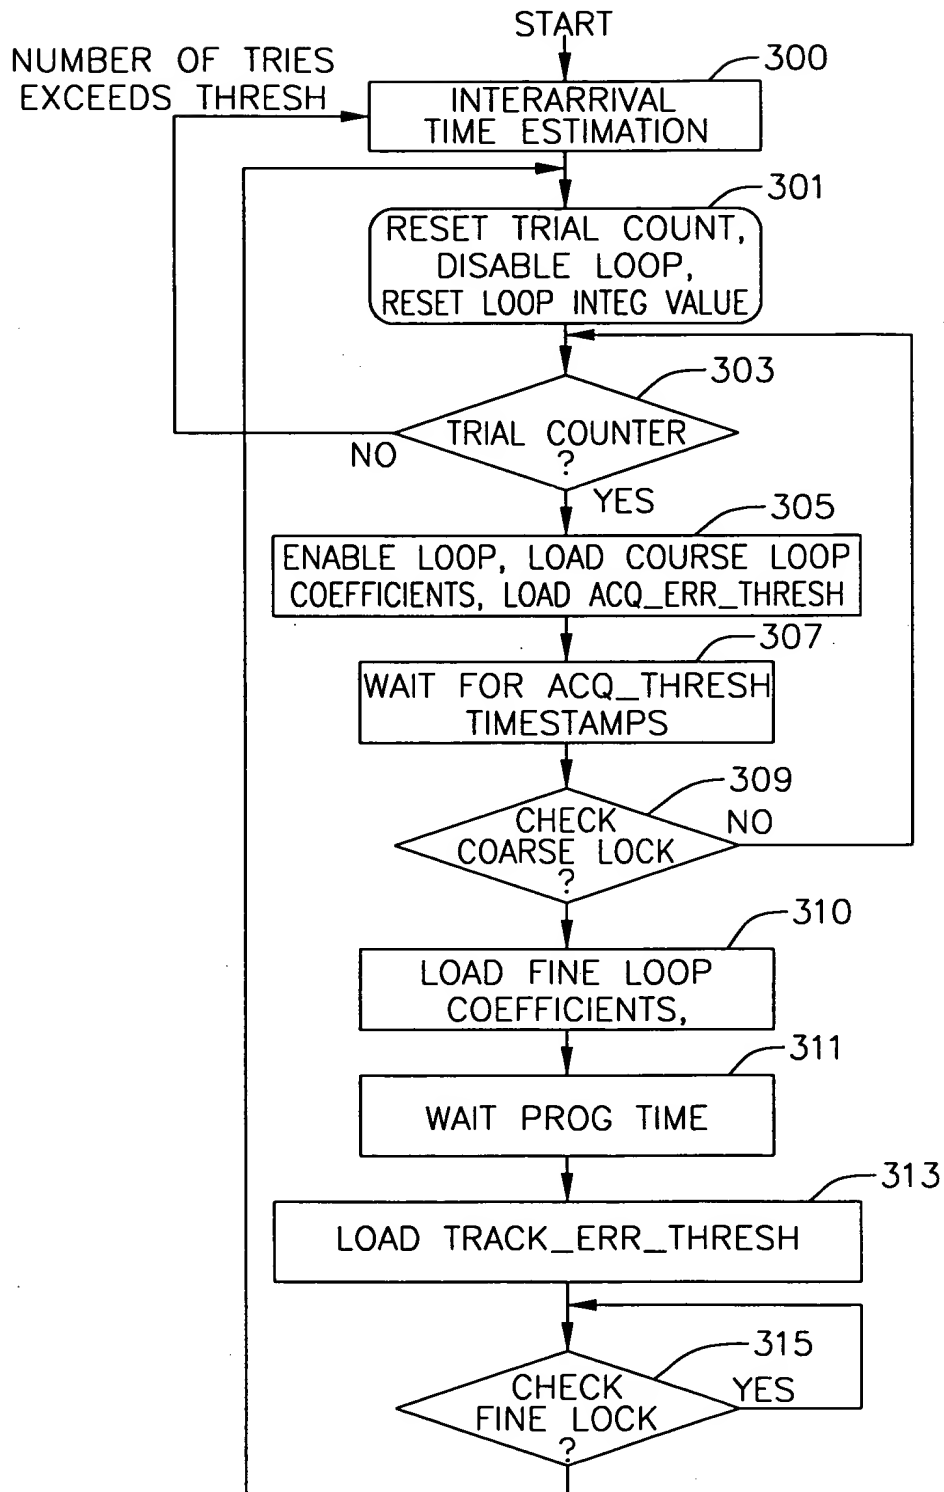 START
NUMBER OF TRIES
EXCEEDS THRESH
300
INTERARRIVAL
TIME ESTIMATION
301
RESET TRIAL COUNT,
DISABLE LOOP,
RESET LOOP INTEG VALUE
303
TRIAL COUNTER
?
NO
YES
305
ENABLE LOOP, LOAD COURSE LOOP
COEFFICIENTS, LOAD ACQ_ERR_THRESH
307
WAIT FOR ACQ_THRESH
TIMESTAMPS
309
CHECK
COARSE LOCK
?
NO
310
LOAD FINE LOOP
COEFFICIENTS,
311
WAIT PROG TIME
313
LOAD TRACK_ERR_THRESH
315
CHECK
FINE LOCK
?
YES